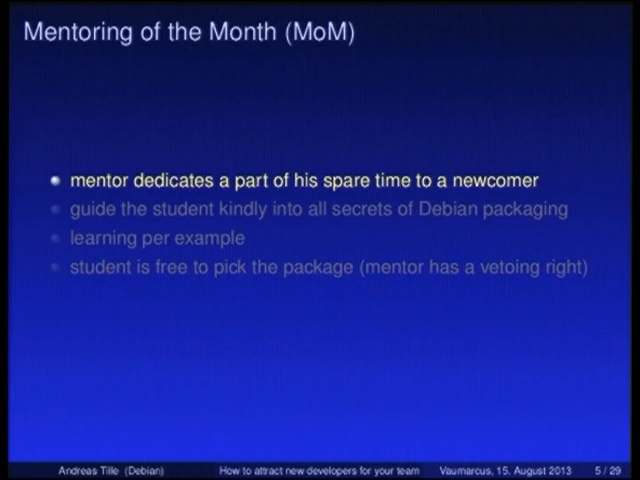 Mentoring of the Month (MoM)
mentor dedicates a part of his spare time to a newcomer
guide the student kindly into all secrets of Debian packaging
learning per example
student is free to pick the package (mentor has a vetoing right)
Andreas Tille (Debian) How to attract new developers for your team Vaumarcus, 15. August 2013 5 / 29